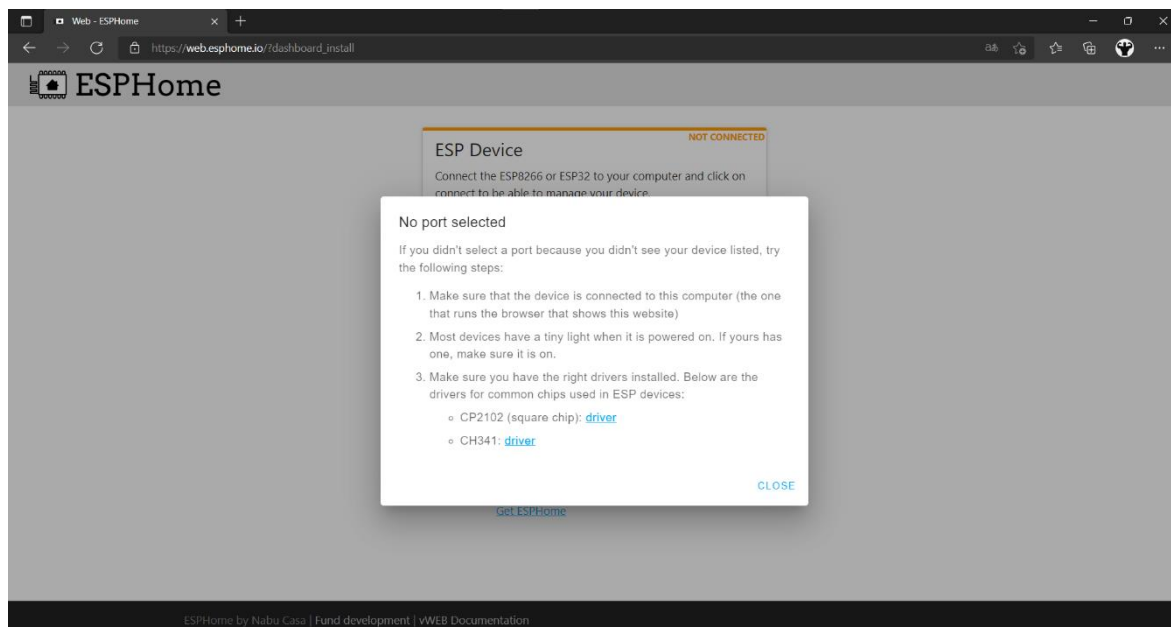 Web - ESPHome
https://web.esphome.io/?dashboard_install
ESPHome
NOT CONNECTED
ESP Device
Connect the ESP8266 or ESP32 to your computer and click on
connect to be able to manage your device.
No port selected
If you didn't select a port because you didn't see your device listed, try
the following steps:
1. Make sure that the device is connected to this computer (the one
that runs the browser that shows this website)
2. Most devices have a tiny light when it is powered on. If yours has
one, make sure it is on.
3. Make sure you have the right drivers installed. Below are the
drivers for common chips used in ESP devices:
◦ CP2102 (square chip): driver
◦ CH341: driver
CLOSE
Get ESPHome
ESPHome by Nabu Casa | Fund development | vWEB Documentation